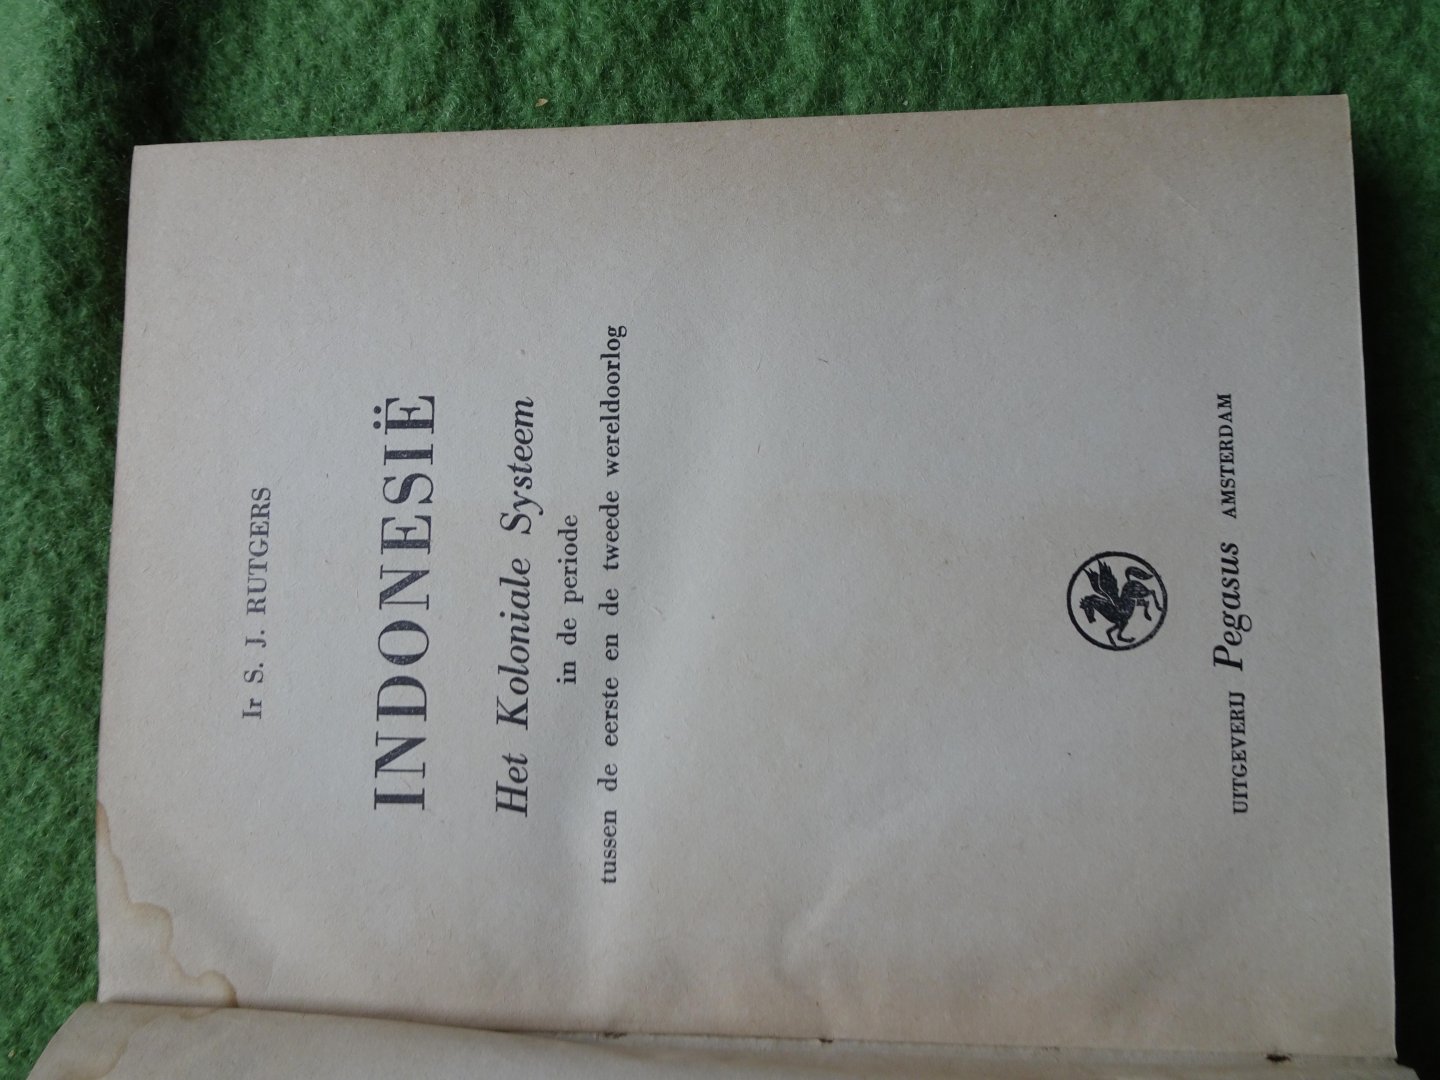 Ir S. J. RUTGERS
INDONESIË
Het Koloniale Systeem
in de periode
tussen de eerste en de tweede wereldoorlog
UITGEVERIJ Pegasus AMSTERDAM